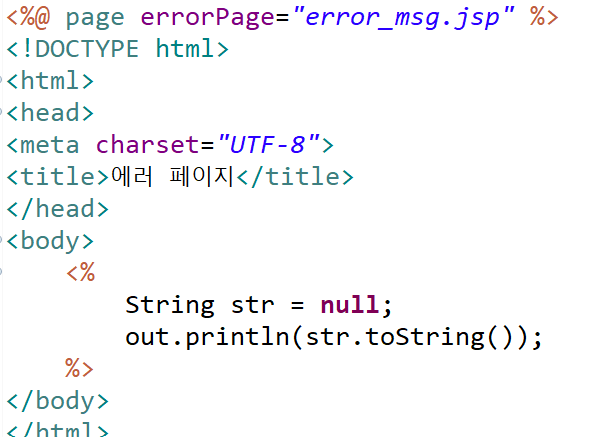 <%@ page errorPage="error_msg.jsp" %>
<!DOCTYPE html>
<html>
<head>
<meta charset="UTF-8">
<title>에러 페이지</title>
</head>
<body>
    <%
        String str = null;
        out.println(str.toString());
    %>
</body>
</html>